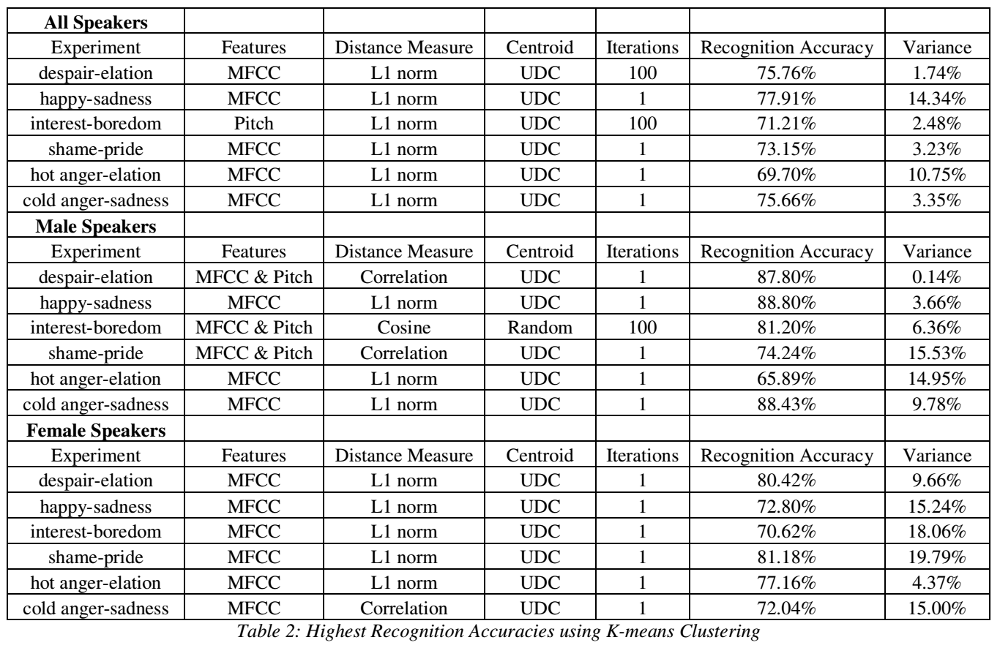 All Speakers
Experiment Features Distance Measure Centroid Iterations Recognition Accuracy Variance
despair-elation MFCC L1 norm UDC 100 75.76% 1.74%
happy-sadness MFCC L1 norm UDC 1 77.91% 14.34%
interest-boredom Pitch L1 norm UDC 100 71.21% 2.48%
shame-pride MFCC L1 norm UDC 1 73.15% 3.23%
hot anger-elation MFCC L1 norm UDC 1 69.70% 10.75%
cold anger-sadness MFCC L1 norm UDC 1 75.66% 3.35%
Male Speakers
Experiment Features Distance Measure Centroid Iterations Recognition Accuracy Variance
despair-elation MFCC & Pitch Correlation UDC 1 87.80% 0.14%
happy-sadness MFCC L1 norm UDC 1 88.80% 3.66%
interest-boredom MFCC & Pitch Cosine Random 100 81.20% 6.36%
shame-pride MFCC & Pitch Correlation UDC 1 74.24% 15.53%
hot anger-elation MFCC L1 norm UDC 1 65.89% 14.95%
cold anger-sadness MFCC L1 norm UDC 1 88.43% 9.78%
Female Speakers
Experiment Features Distance Measure Centroid Iterations Recognition Accuracy Variance
despair-elation MFCC L1 norm UDC 1 80.42% 9.66%
happy-sadness MFCC L1 norm UDC 1 72.80% 15.24%
interest-boredom MFCC L1 norm UDC 1 70.62% 18.06%
shame-pride MFCC L1 norm UDC 1 81.18% 19.79%
hot anger-elation MFCC L1 norm UDC 1 77.16% 4.37%
cold anger-sadness MFCC Correlation UDC 1 72.04% 15.00%
Table 2: Highest Recognition Accuracies using K-means Clustering